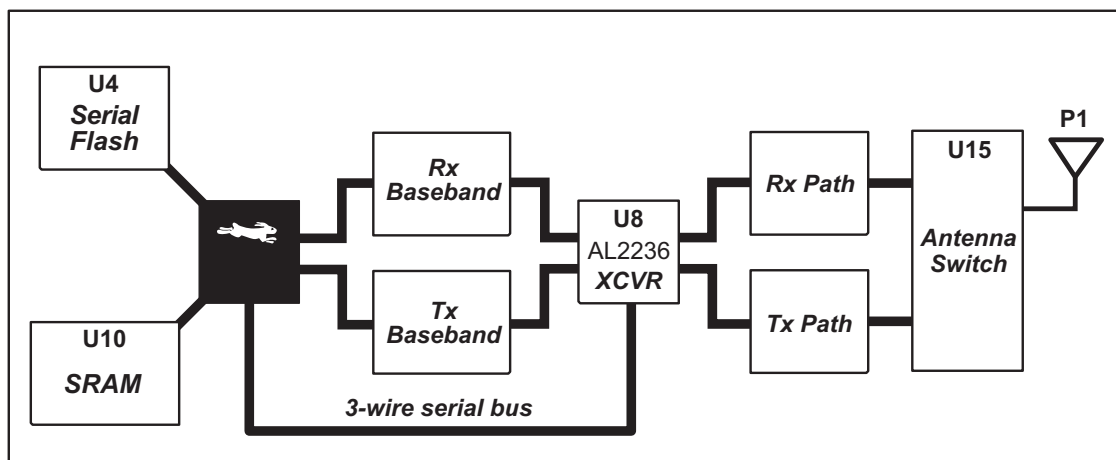 U4
Serial
Flash
U10
SRAM
Rx
Baseband
Tx
Baseband
3-wire serial bus
U8
AL2236
XCVR
Rx Path
Tx Path
U15
Antenna
Switch
P1